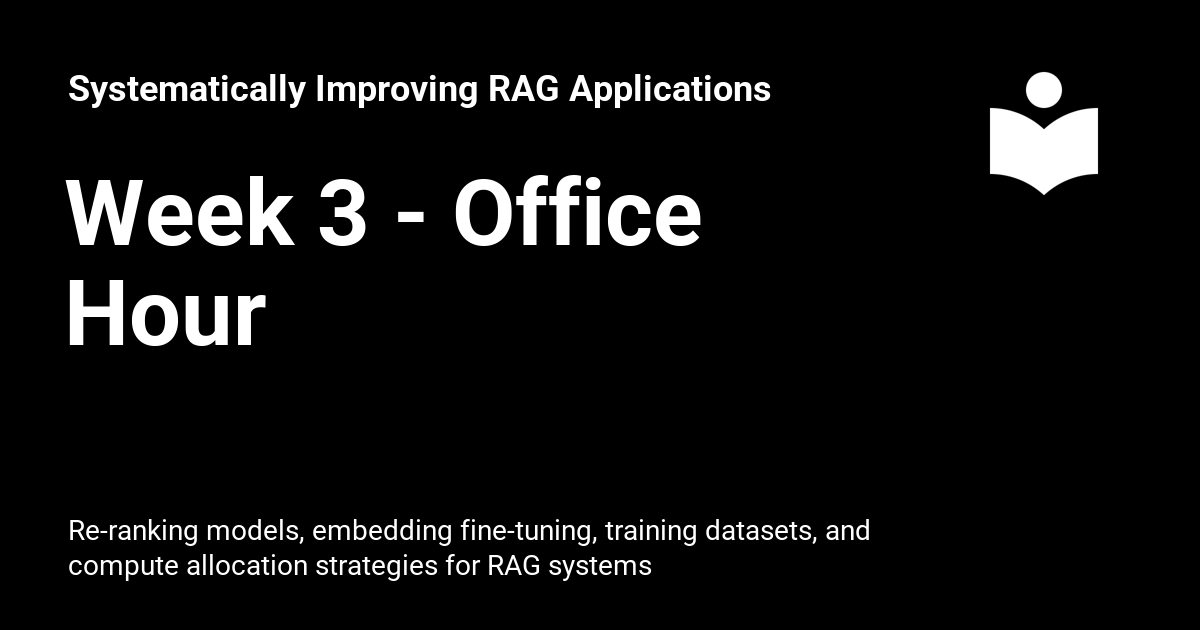 Systematically Improving RAG Applications
Week 3 - Office
Hour
Re-ranking models, embedding fine-tuning, training datasets, and
compute allocation strategies for RAG systems